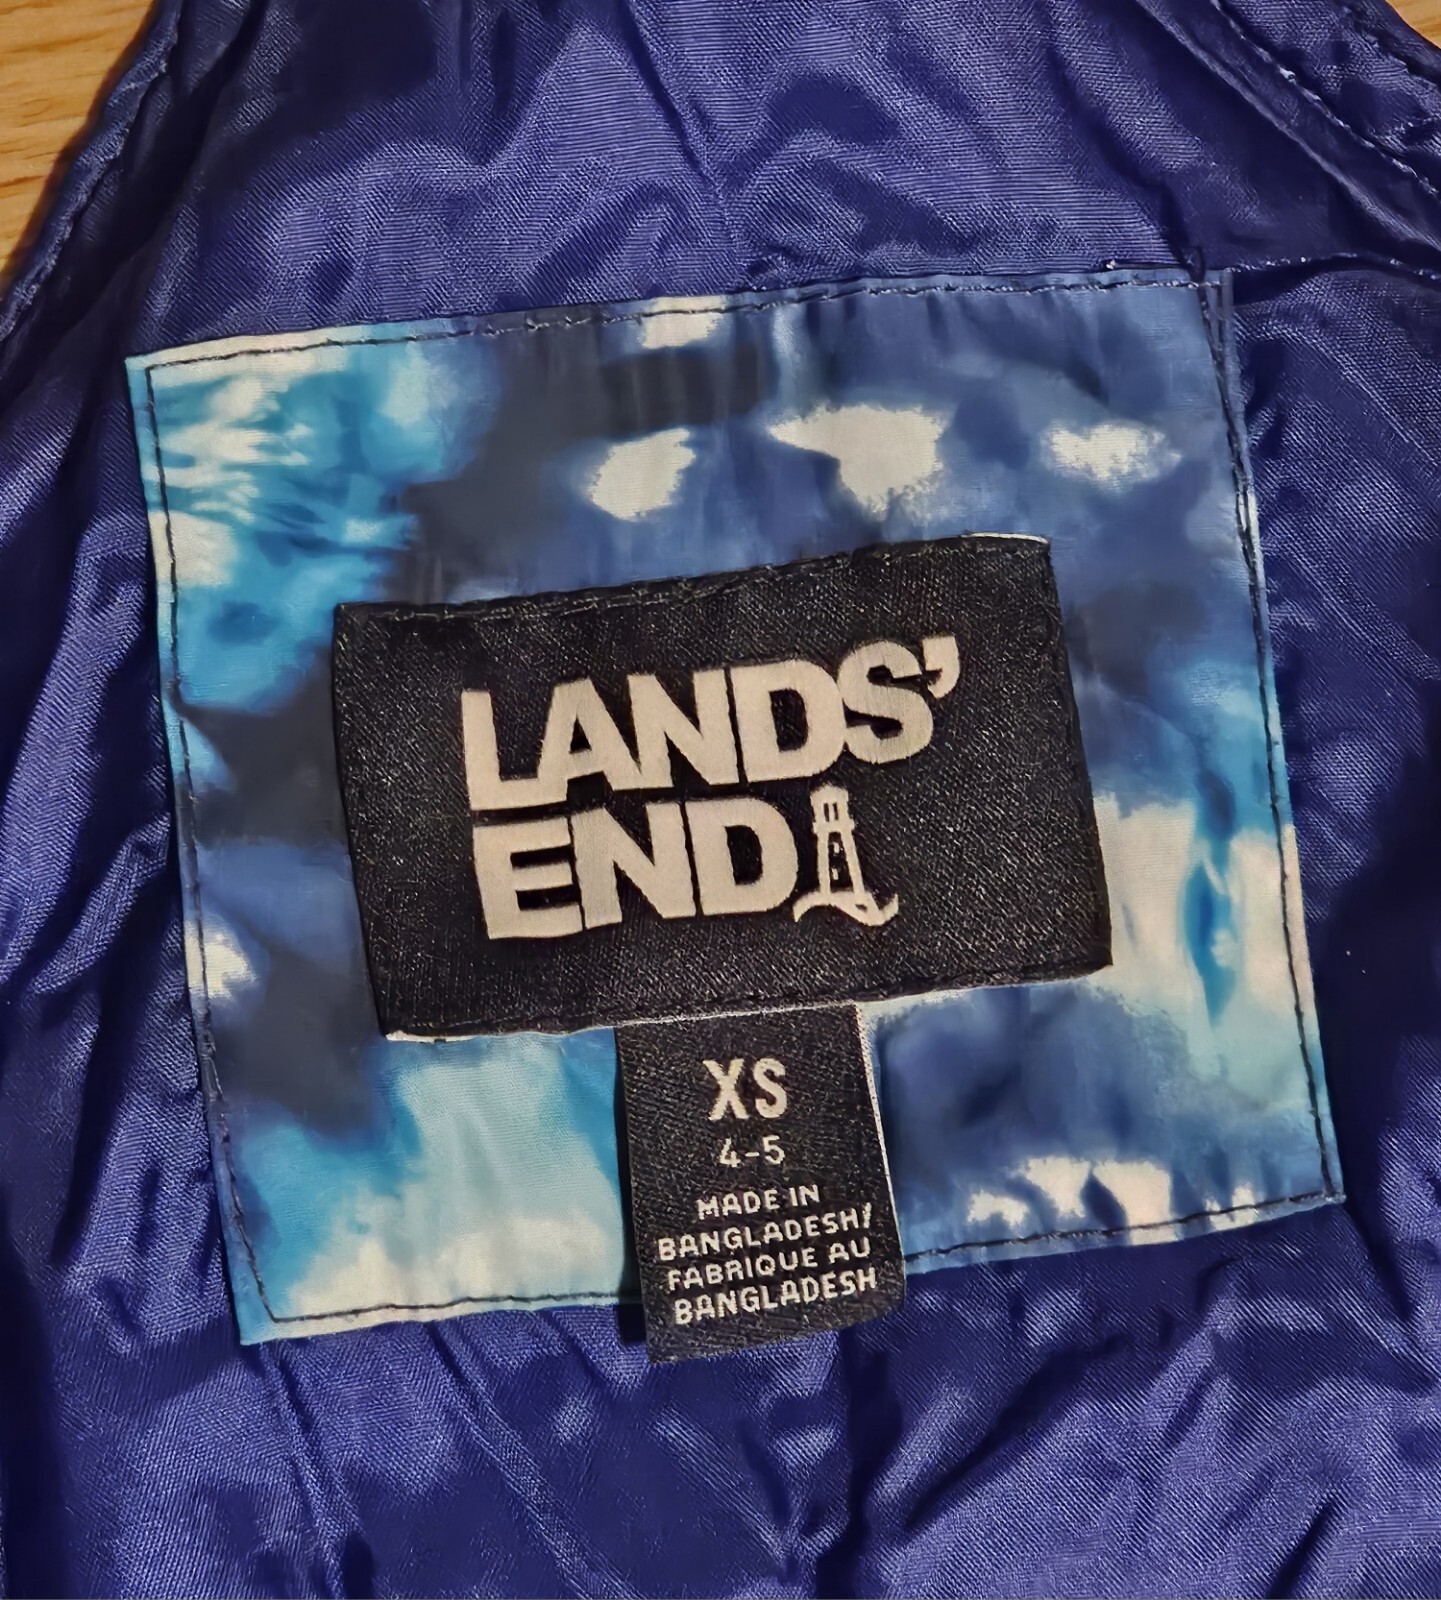 LANDS'
END
XS
4-5
MADE IN
BANGLADESH/
FABRIQUE AU
BANGLADESH